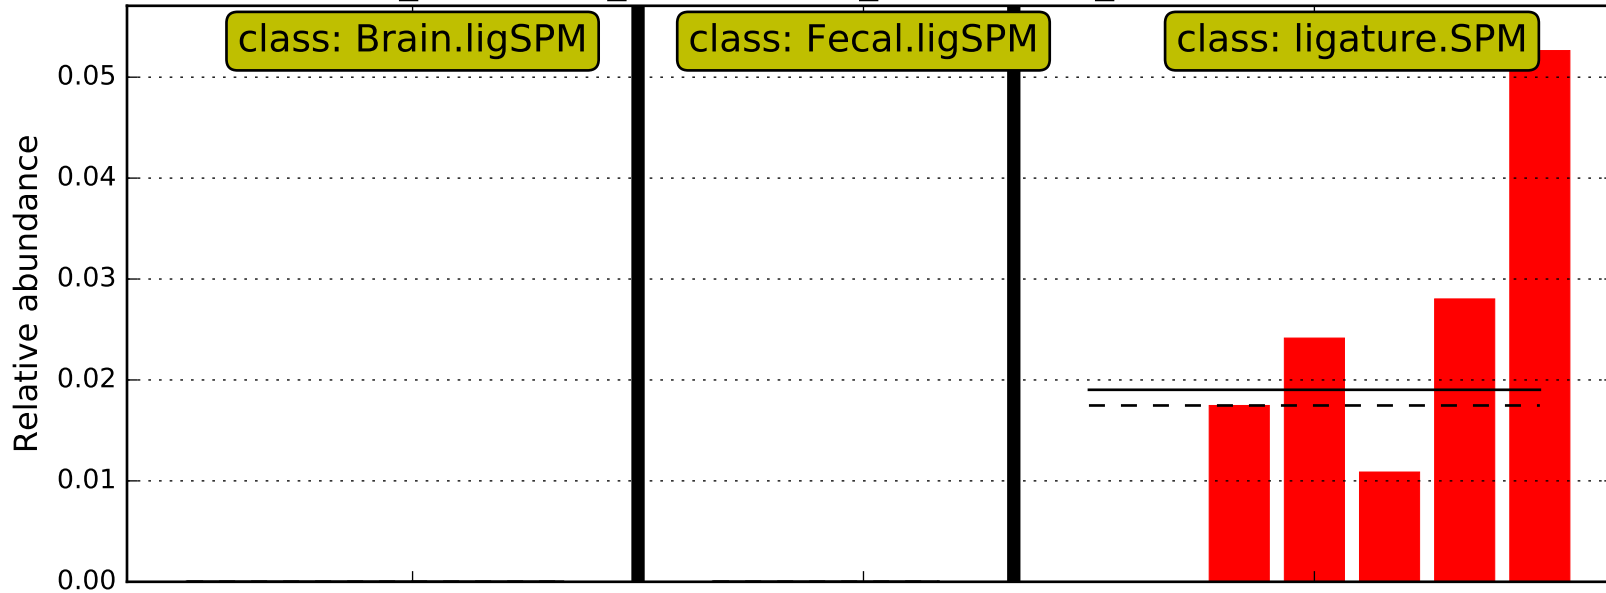 class: Brain.ligSPM
class: Fecal.ligSPM
class: ligature.SPM
Relative abundance
0.05
0.04
0.03
0.02
0.01
0.00